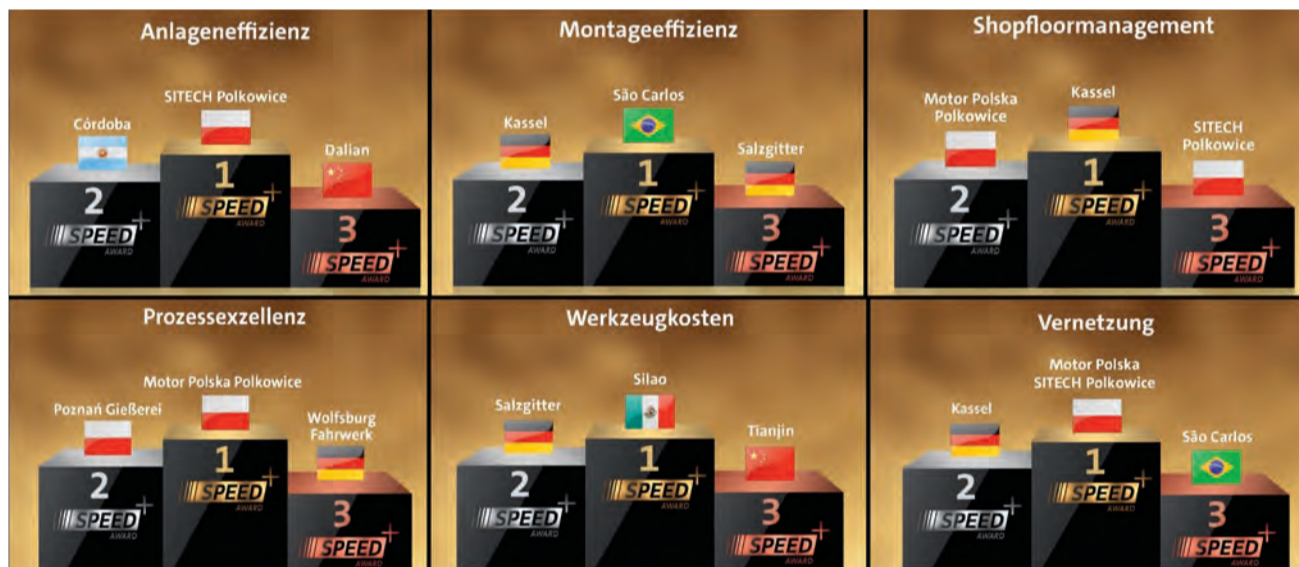 Anlageneffizienz
SITECH Polkowice
Córdoba
Dalian
1
SPEED+
AWARD
2
SPEED+
AWARD
3
SPEED+
AWARD
Montageeffizienz
São Carlos
Kassel
Salzgitter
1
SPEED+
AWARD
2
SPEED+
AWARD
3
SPEED+
AWARD
Shopfloormanagement
Kassel
Motor Polska
Polkowice
SITECH
Polkowice
1
SPEED+
AWARD
2
SPEED+
AWARD
3
SPEED+
AWARD
Prozessexzellenz
Motor Polska Polkowice
Poznań Gießerei
Wolfsburg
Fahrwerk
1
SPEED+
AWARD
2
SPEED+
AWARD
3
SPEED+
AWARD
Werkzeugkosten
Silao
Salzgitter
Tianjin
1
SPEED+
AWARD
2
SPEED+
AWARD
3
SPEED+
AWARD
Vernetzung
Motor Polska
SITECH Polkowice
Kassel
São Carlos
1
SPEED+
AWARD
2
SPEED+
AWARD
3
SPEED+
AWARD